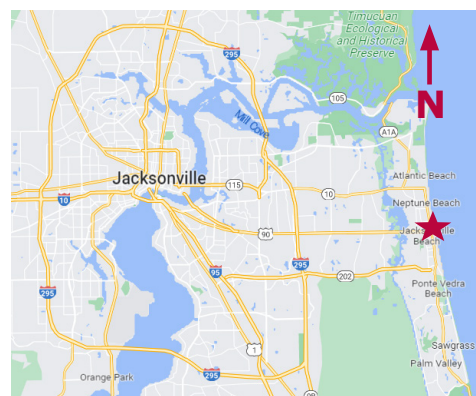 Timucuan
Ecological
and Historical
Preserve
295
105
N
Mill Cove
A1A
Jacksonville
115
10
Atlantic Beach
10
Neptune Beach
90
Jacksonville
Beach
95
295
202
295
Ponte Vedra
Beach
1
Sawgrass
Palm Valley
Orange Park
295